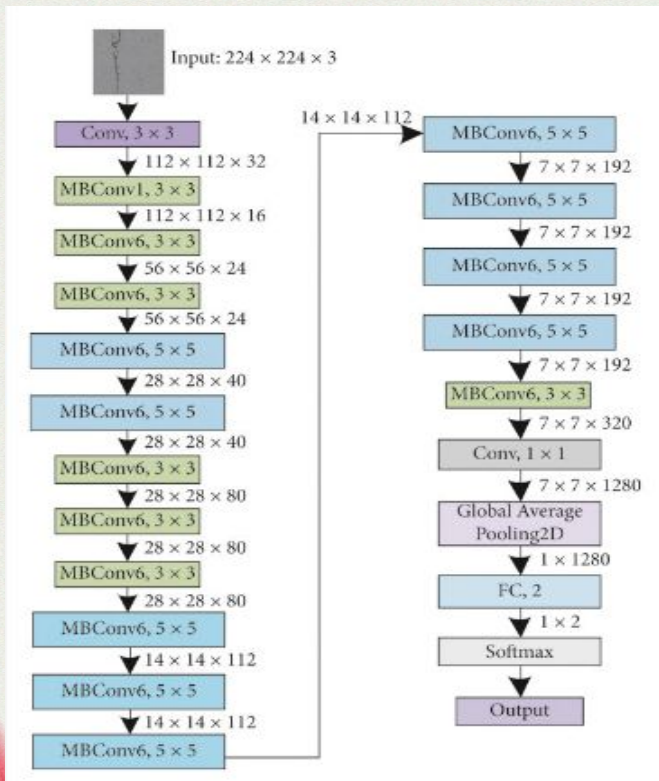 Input: 224 × 224 × 3
Conv, 3 × 3
112 × 112 × 32
MBConv1, 3 × 3
112 × 112 × 16
MBConv6, 3 × 3
56 × 56 × 24
MBConv6, 3 × 3
56 × 56 × 24
MBConv6, 5 × 5
28 × 28 × 40
MBConv6, 5 × 5
28 × 28 × 40
MBConv6, 3 × 3
28 × 28 × 80
MBConv6, 3 × 3
28 × 28 × 80
MBConv6, 3 × 3
28 × 28 × 80
MBConv6, 5 × 5
14 × 14 × 112
MBConv6, 5 × 5
14 × 14 × 112
MBConv6, 5 × 5
14 × 14 × 112
MBConv6, 5 × 5
7 × 7 × 192
MBConv6, 5 × 5
7 × 7 × 192
MBConv6, 5 × 5
7 × 7 × 192
MBConv6, 5 × 5
7 × 7 × 192
MBConv6, 3 × 3
7 × 7 × 320
Conv, 1 × 1
7 × 7 × 1280
Global Average
Pooling2D
1 × 1280
FC, 2
1 × 2
Softmax
Output